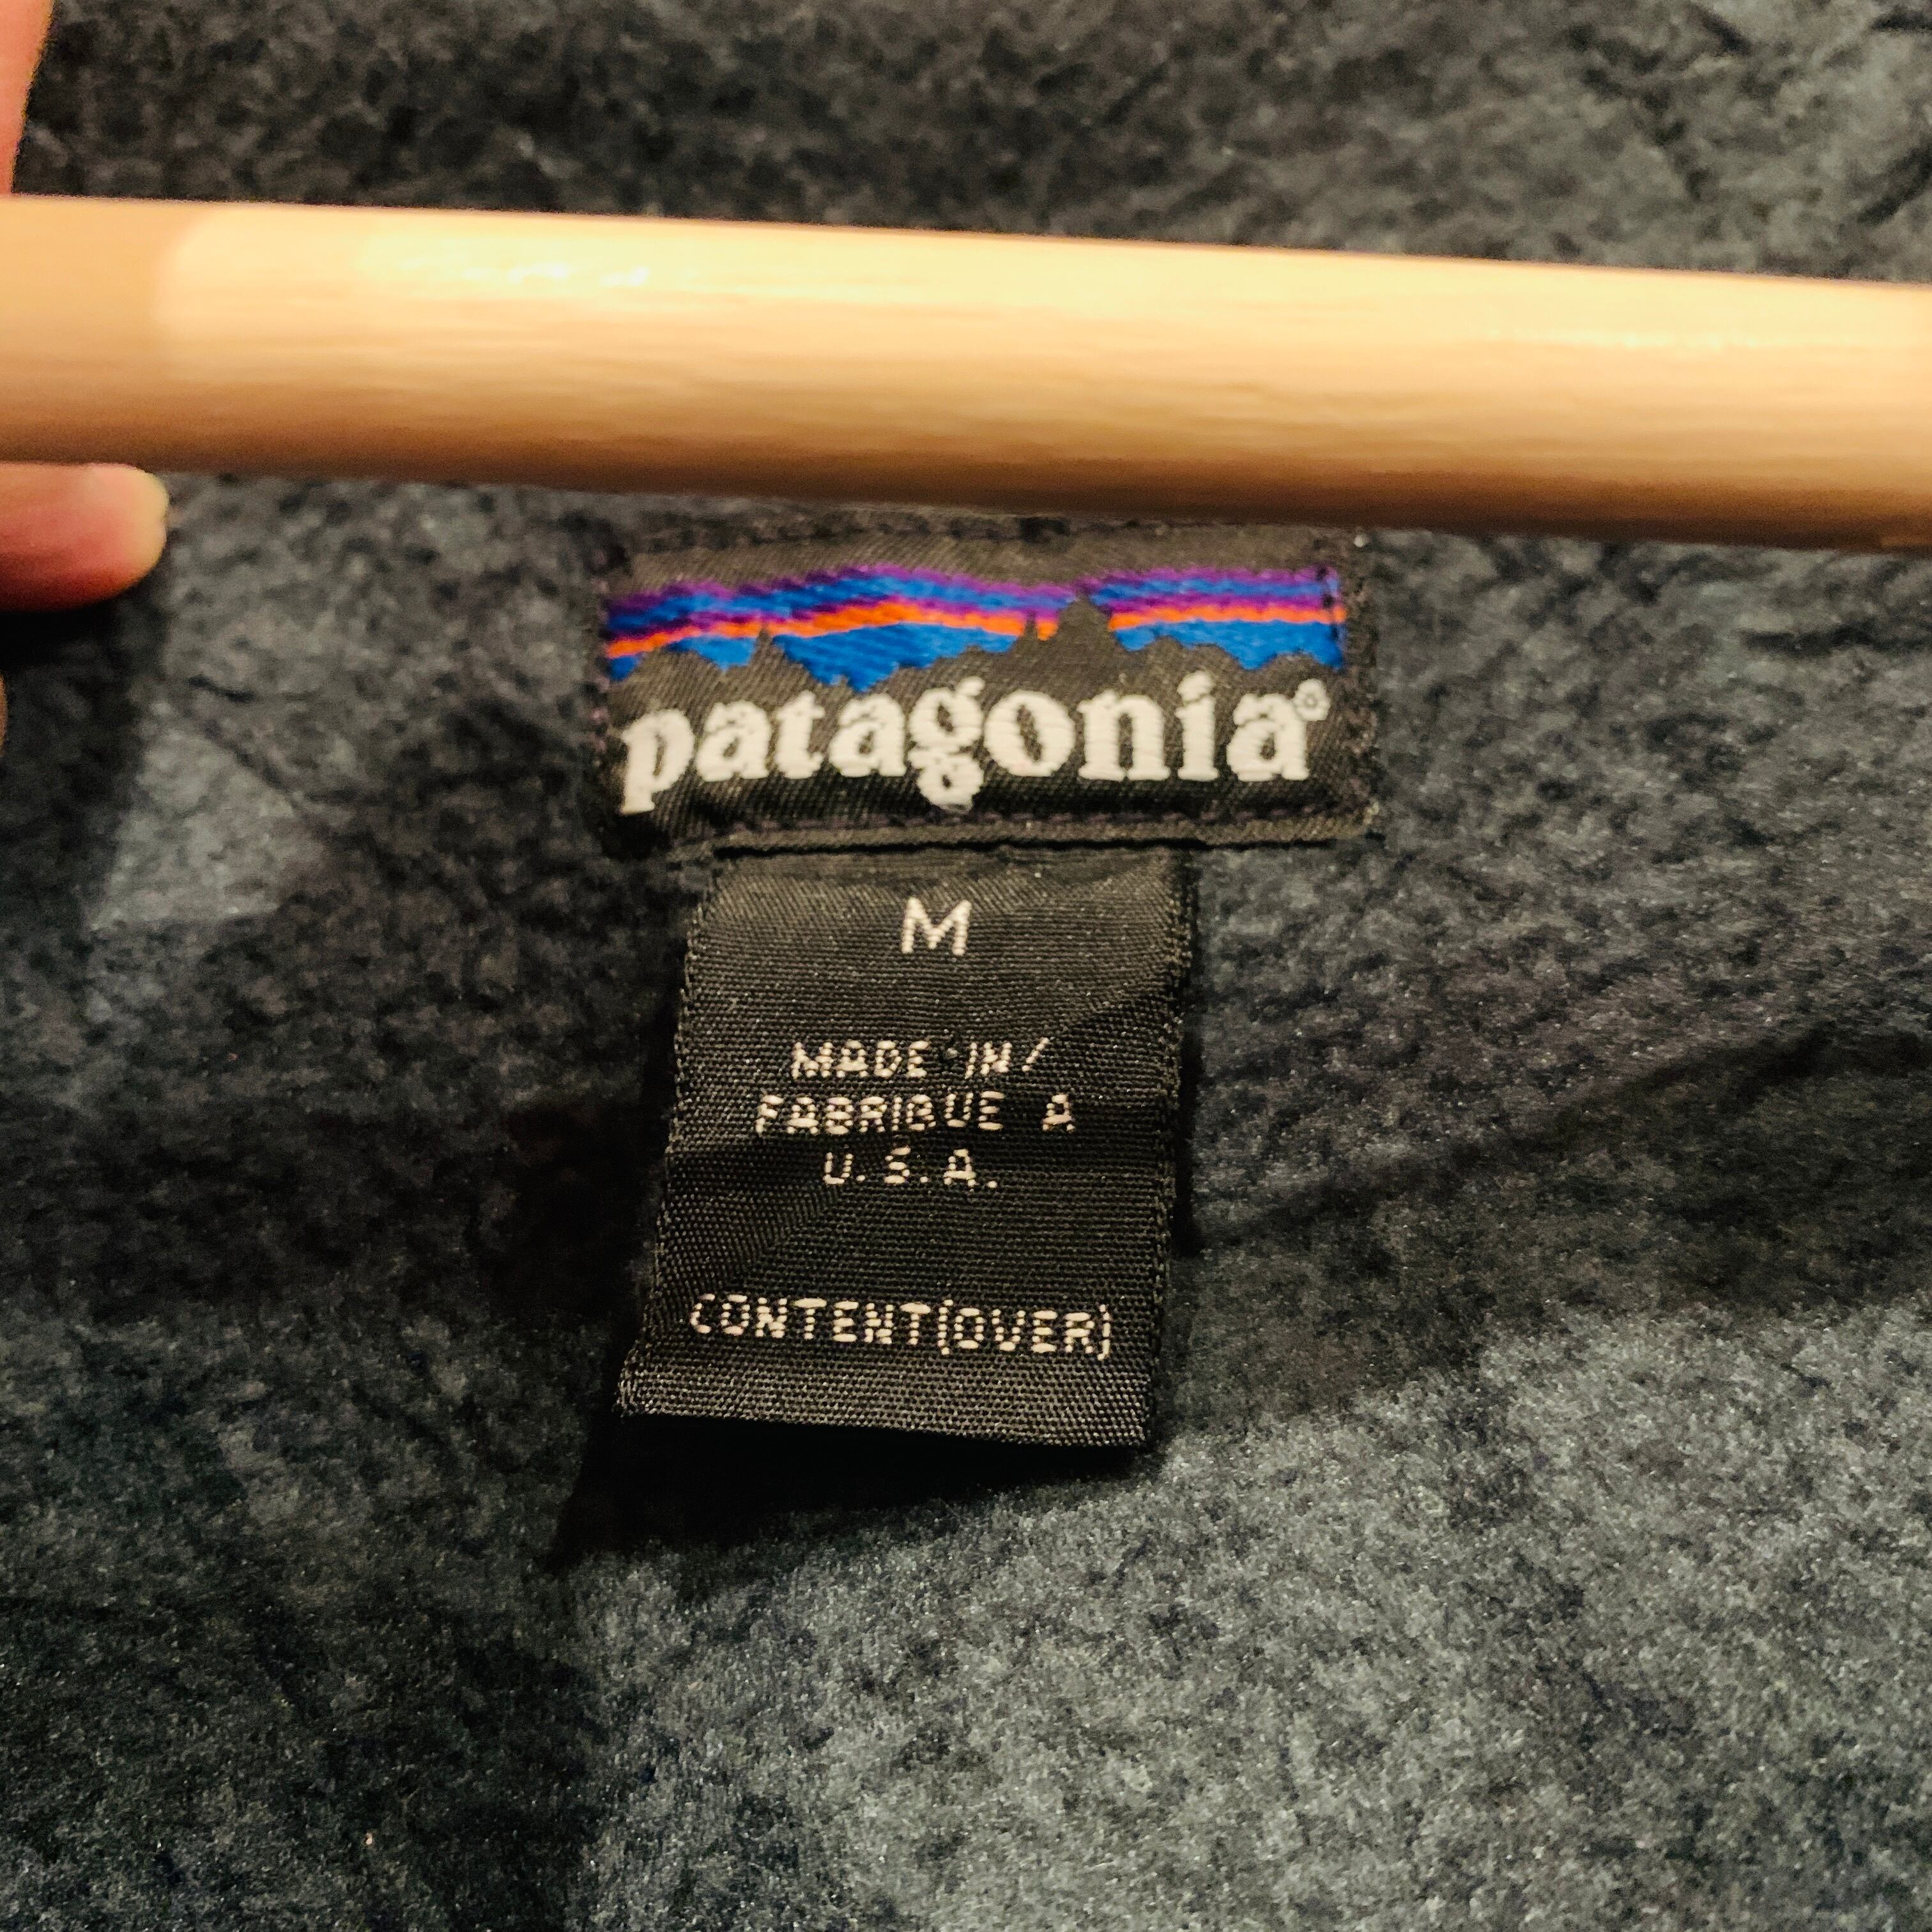 patagonia®
M
MADE IN/
FABRIQUE A
U.S.A.
CONTENT(OVER)